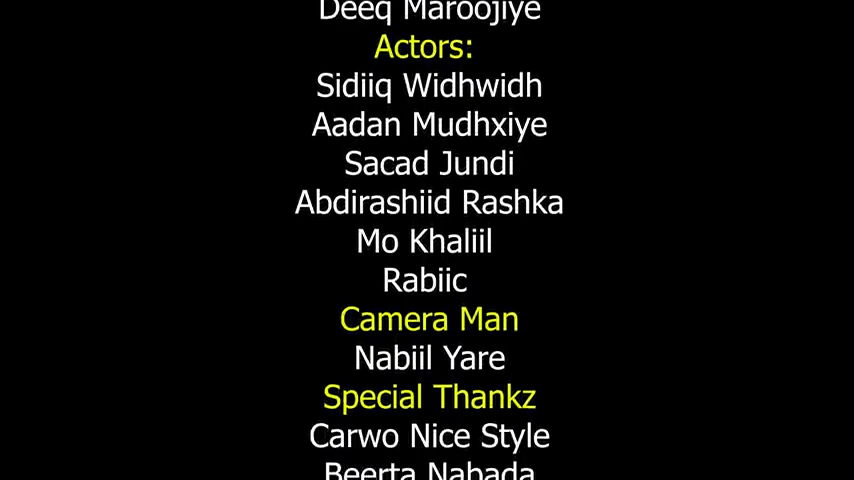 Deeq Maroojiye
Actors:
Sidiiq Widhwidh
Aadan Mudhxiye
Sacad Jundi
Abdirashiid Rashka
Mo Khaliil
Rabiic
Camera Man
Nabiil Yare
Special Thankz
Carwo Nice Style
Beerta Nabada